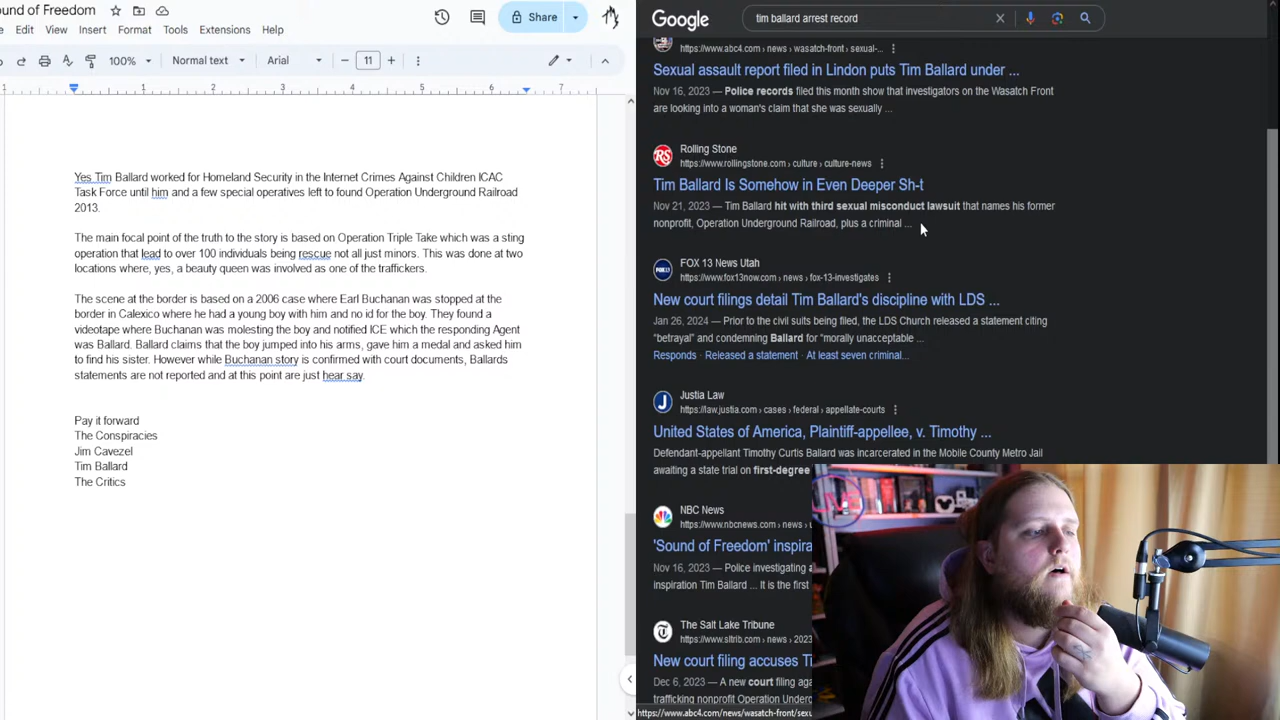 ound of Freedom
Edit View Insert Format Tools Extensions Help
Share
100% Normal text Arial 11
1 1 2 3 4 5 6 7
Yes Tim Ballard worked for Homeland Security in the Internet Crimes Against Children ICAC
Task Force until him and a few special operatives left to found Operation Underground Railroad
2013.
The main focal point of the truth to the story is based on Operation Triple Take which was a sting
operation that lead to over 100 individuals being rescue not all just minors. This was done at two
locations where, yes, a beauty queen was involved as one of the traffickers.
The scene at the border is based on a 2006 case where Earl Buchanan was stopped at the
border in Calexico where he had a young boy with him and no id for the boy. They found a
videotape where Buchanan was molesting the boy and notified ICE which the responding Agent
was Ballard. Ballard claims that the boy jumped into his arms, gave him a medal and asked him
to find his sister. However while Buchanan story is confirmed with court documents, Ballards
statements are not reported and at this point are just hear say.
Pay it forward
The Conspiracies
Jim Cavezel
Tim Ballard
The Critics
Google
tim ballard arrest record
https://www.abc4.com › news › wasatch-front › sexual-...
Sexual assault report filed in Lindon puts Tim Ballard under ...
Nov 16, 2023 — Police records filed this month show that investigators on the Wasatch Front
are looking into a woman's claim that she was sexually ...
RS
Rolling Stone
https://www.rollingstone.com › culture › culture-news
Tim Ballard Is Somehow in Even Deeper Sh-t
Nov 21, 2023 — Tim Ballard hit with third sexual misconduct lawsuit that names his former
nonprofit, Operation Underground Railroad, plus a criminal ...
FOX 13 News Utah
https://www.fox13now.com › news › fox-13-investigates
New court filings detail Tim Ballard's discipline with LDS ...
Jan 26, 2024 — Prior to the civil suits being filed, the LDS Church released a statement citing
“betrayal” and condemning Ballard for “morally unacceptable ...
Responds · Released a statement · At least seven criminal...
J
Justia Law
https://law.justia.com › cases › federal › appellate-courts
United States of America, Plaintiff-appellee, v. Timothy ...
Defendant-appellant Timothy Curtis Ballard was incarcerated in the Mobile County Metro Jail
awaiting a state trial on first-degree
NBC News
https://www.nbcnews.com › news ›
'Sound of Freedom' inspira
Nov 16, 2023 — Police investigating
inspiration Tim Ballard ... It is the first
T
The Salt Lake Tribune
https://www.sltrib.com › news › 2023
New court filing accuses Ti
Dec 6, 2023 — A new court filing aga
trafficking nonprofit Operation Under
https://www.abc4.com/news/wasatch-front/sexu